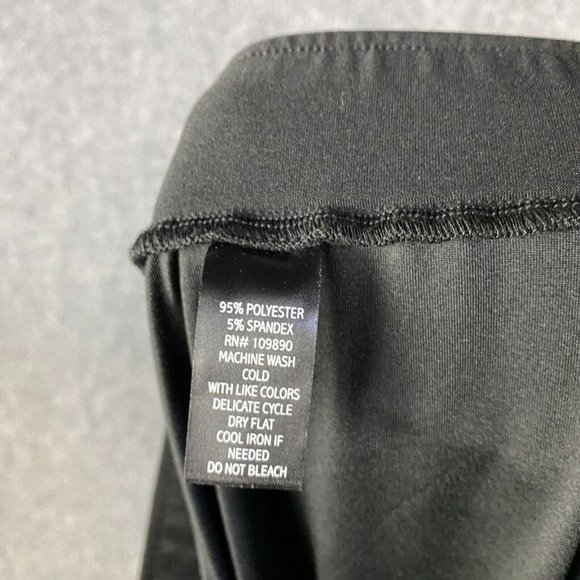 95% POLYESTER
5% SPANDEX
RN# 109890
MACHINE WASH
COLD
WITH LIKE COLORS
DELICATE CYCLE
DRY FLAT
COOL IRON IF
NEEDED
DO NOT BLEACH